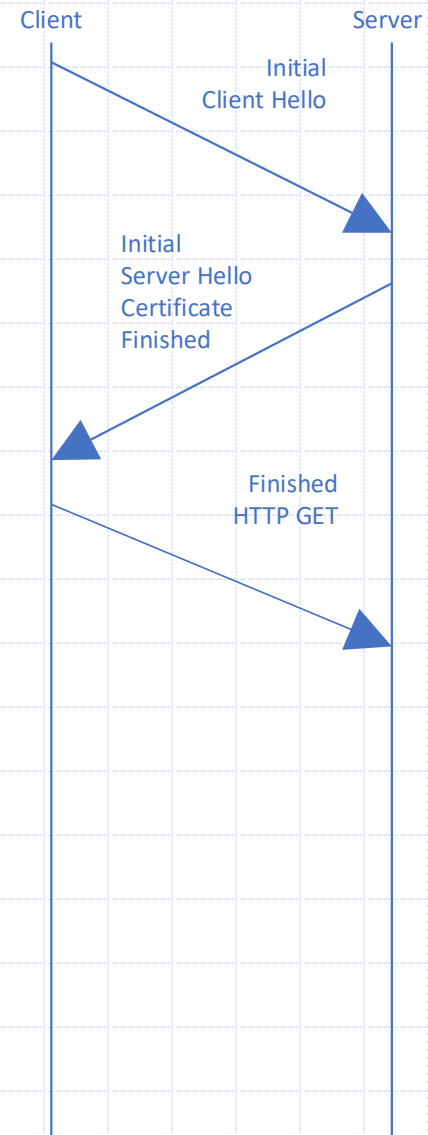 Client
Server
Initial
Client Hello
Initial
Server Hello
Certificate
Finished
Finished
HTTP GET